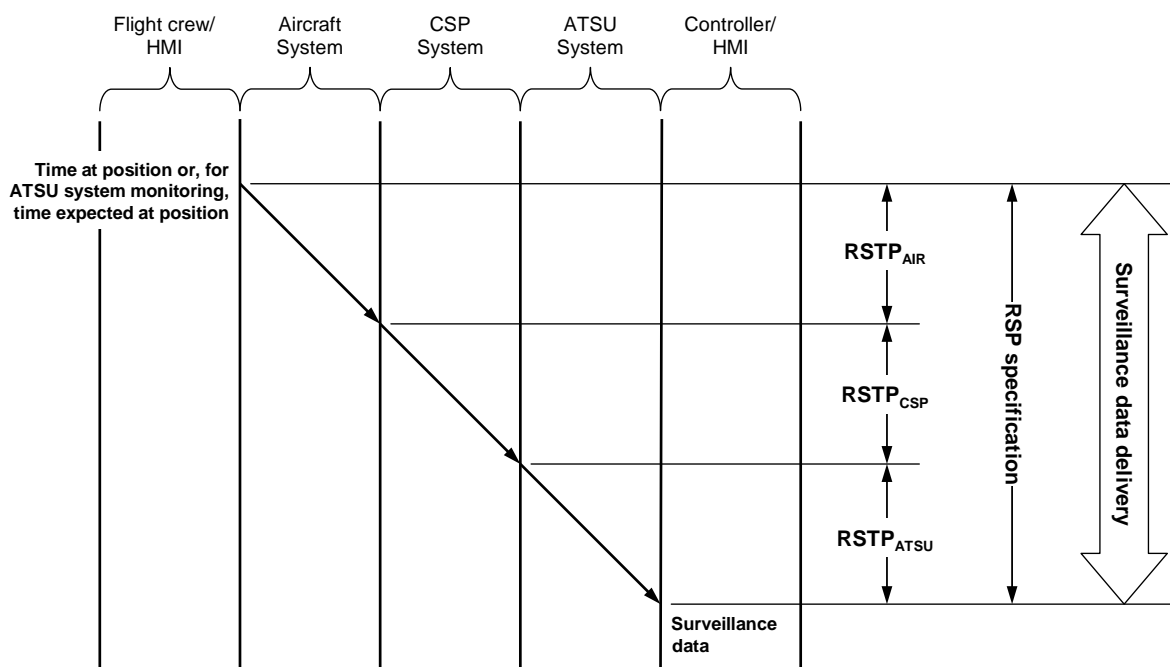 Flight crew/
HMI
Aircraft
System
CSP
System
ATSU
System
Controller/
HMI
Time at position or, for
ATSU system monitoring,
time expected at position
RSTPAIR
RSTPCSP
RSTPATSU
RSP specification
Surveillance data delivery
Surveillance
data